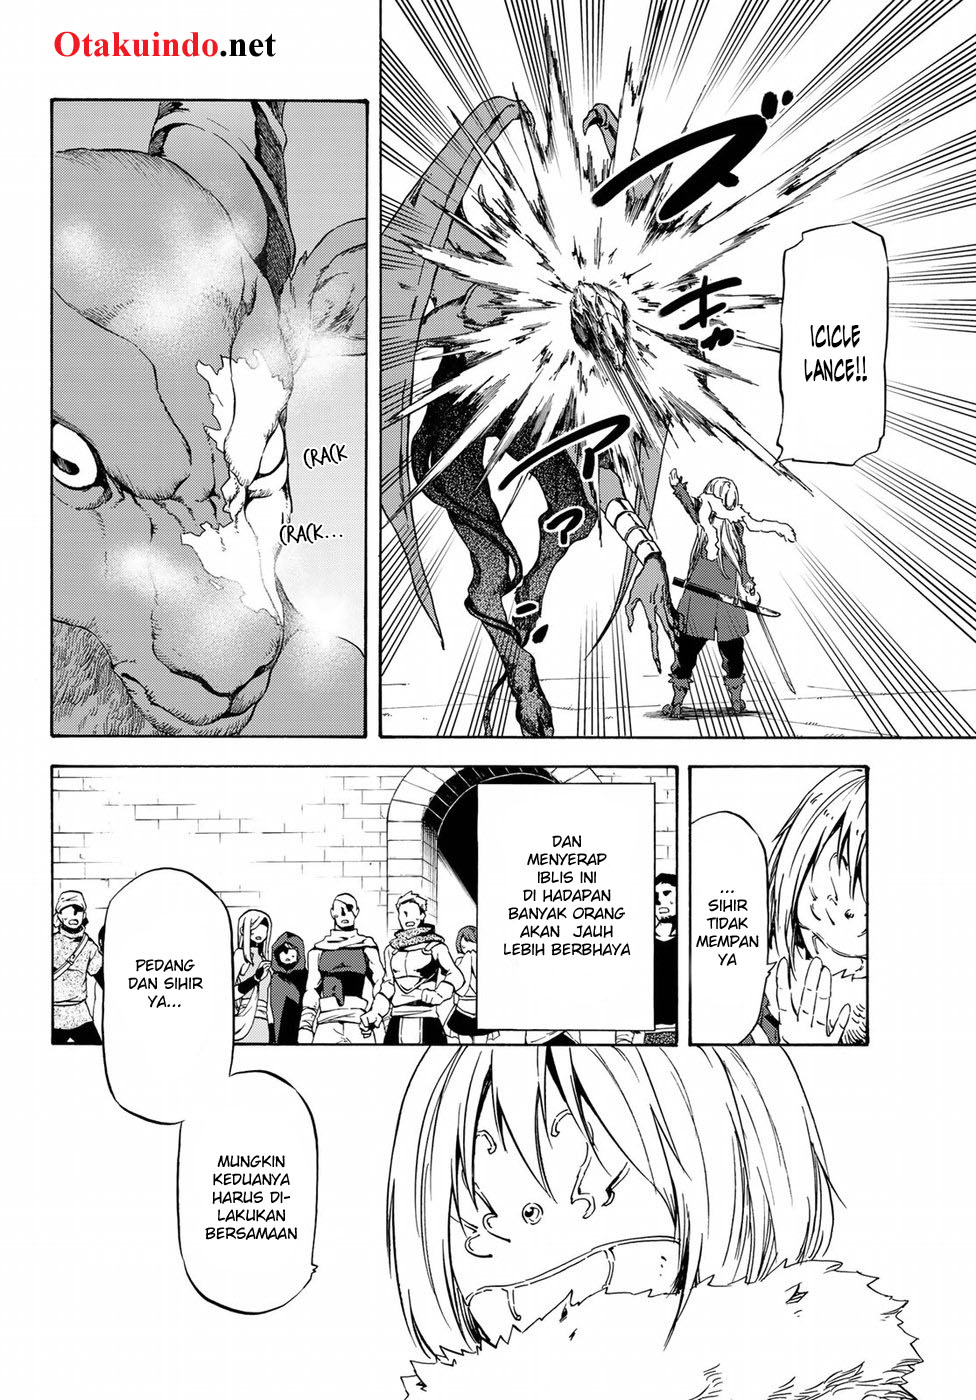 Otakuindo.net
ICICLE
LANCE!!
CRACK
CRACK...
...
SIHIR
TIDAK
MEMPAN
YA
DAN
MENYERAP
IBLIS INI
DI HADAPAN
BANYAK ORANG
AKAN JAUH
LEBIH BERBHAYA
PEDANG
DAN SIHIR
YA...
MUNGKIN
KEDUANYA
HARUS DI-
LAKUKAN
BERSAMAAN